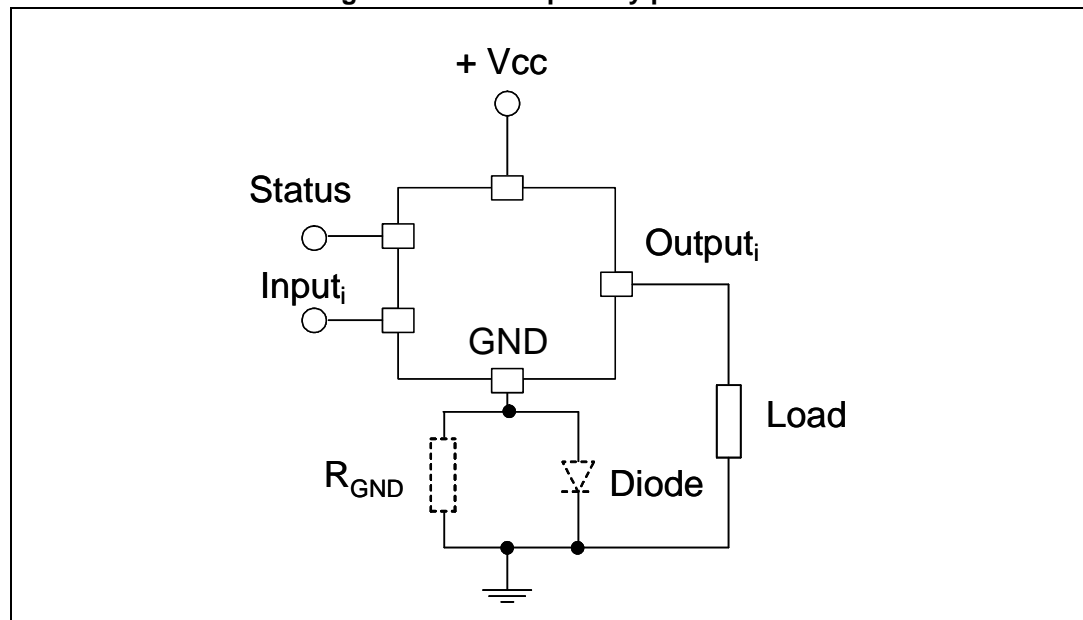 + Vcc
Status
Outputᵢ
Inputᵢ
GND
Load
R_GND
Diode